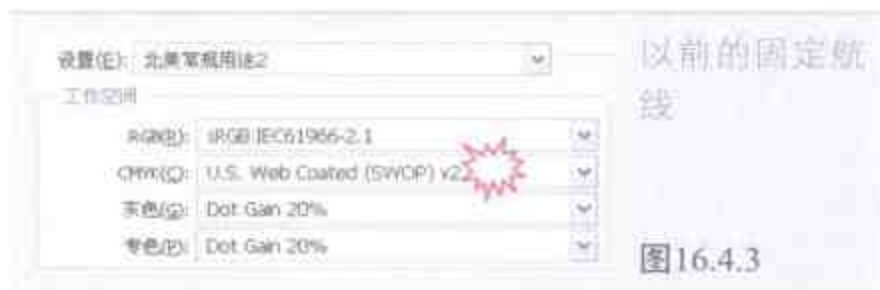 设置(E): 北美常规用途2
工作空间
RGB(R): sRGB IEC61966-2.1
CMYK(C): U.S. Web Coated (SWOP) v2
灰色(G): Dot Gain 20%
专色(P): Dot Gain 20%
以前的固定航
线
图16.4.3